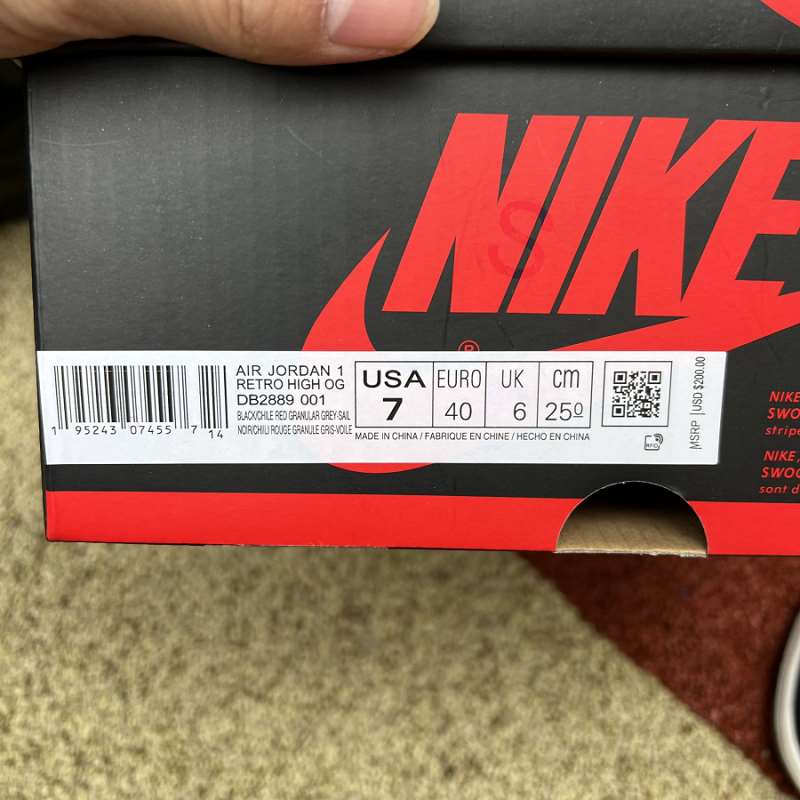 NIKE
S
®
AIR JORDAN 1
RETRO HIGH OG
DB2889 001
BLACK/CHILE RED GRANULAR GREY-SAIL
NOIR/CHILI ROUGE GRANULE GRIS-VOILE
1 95243 07455 7 14
USA EURO UK cm
7 40 6 25⁰
MADE IN CHINA / FABRIQUE EN CHINE / HECHO EN CHINA
RFID
MSRP USD $200.00
NIKE
SWOO
stripe
NIKE,
SWOO
sont d